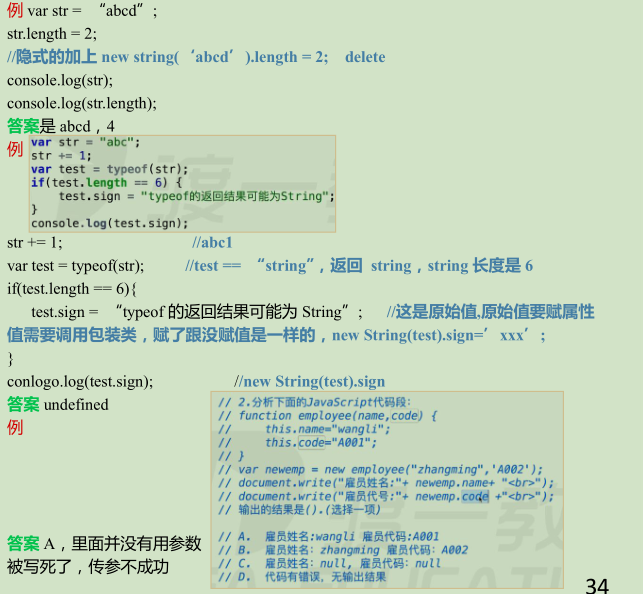 例 var str = “abcd”;
str.length = 2;
//隐式的加上 new string(‘abcd’).length = 2;    delete
console.log(str);
console.log(str.length);
答案是 abcd，4
例
var str = "abc";
str += 1;
var test = typeof(str);
if(test.length == 6) {
    test.sign = "typeof的返回结果可能为String";
}
console.log(test.sign);
str += 1;    //abc1
var test = typeof(str);    //test == “string”，返回 string，string 长度是 6
if(test.length == 6){
    test.sign = “typeof 的返回结果可能为 String”;    //这是原始值,原始值要赋属性
值需要调用包装类，赋了跟没赋值是一样的，new String(test).sign=’xxx’;
}
conlogo.log(test.sign);    //new String(test).sign
答案 undefined
例
// 2.分析下面的JavaScript代码段：
// function employee(name,code) {
//     this.name="wangli";
//     this.code="A001";
// }
// var newemp = new employee("zhangming",'A002');
// document.write("雇员姓名:"+ newemp.name+ "<br>");
// document.write("雇员代号:"+ newemp.code +"<br>");
// 输出的结果是().(选择一项)
// A.  雇员姓名:wangli 雇员代码:A001
// B.  雇员姓名: zhangming 雇员代码: A002
// C.  雇员姓名: null, 雇员代码: null
// D.  代码有错误，无输出结果
答案 A，里面并没有用参数
被写死了，传参不成功
34